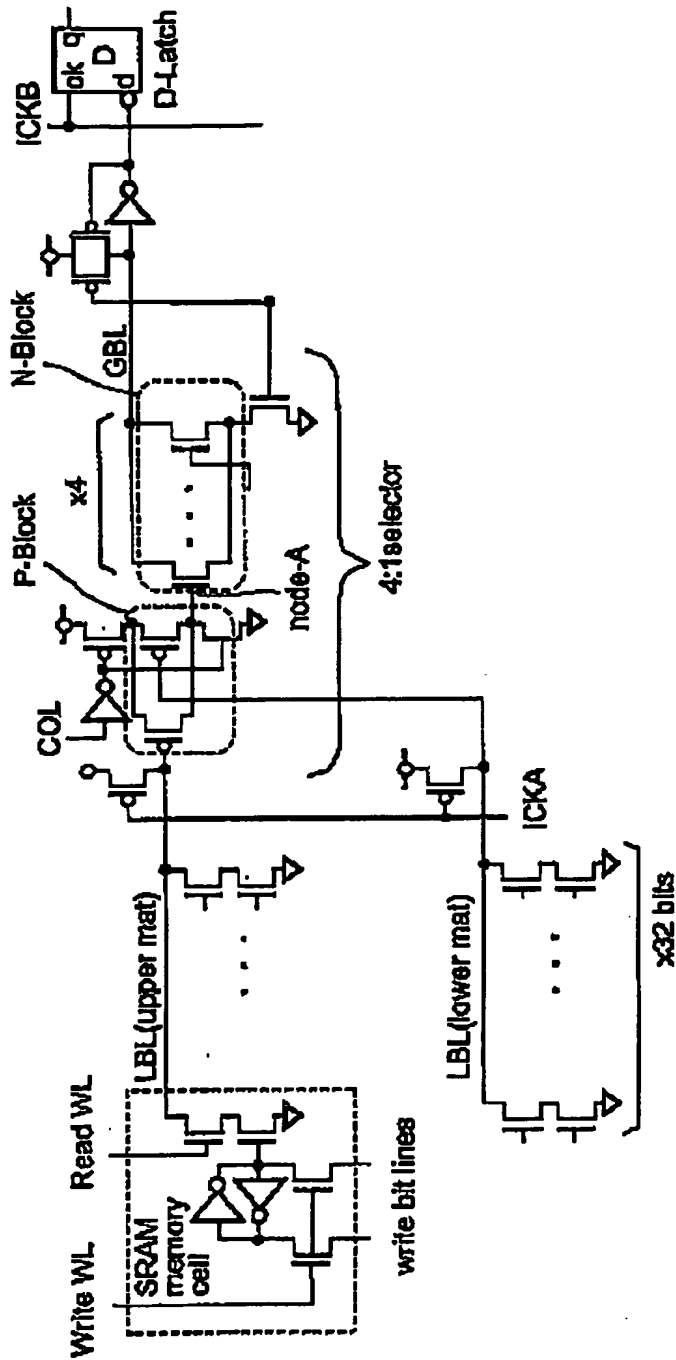 Write WL
Read WL
SRAM
memory
cell
write bit lines
LBL(upper mat)
LBL(lower mat)
x32 bits
ICKA
COL
P-Block
N-Block
x4
node-A
GBL
4:1selector
ICKB
ck q
D
d
D-Latch